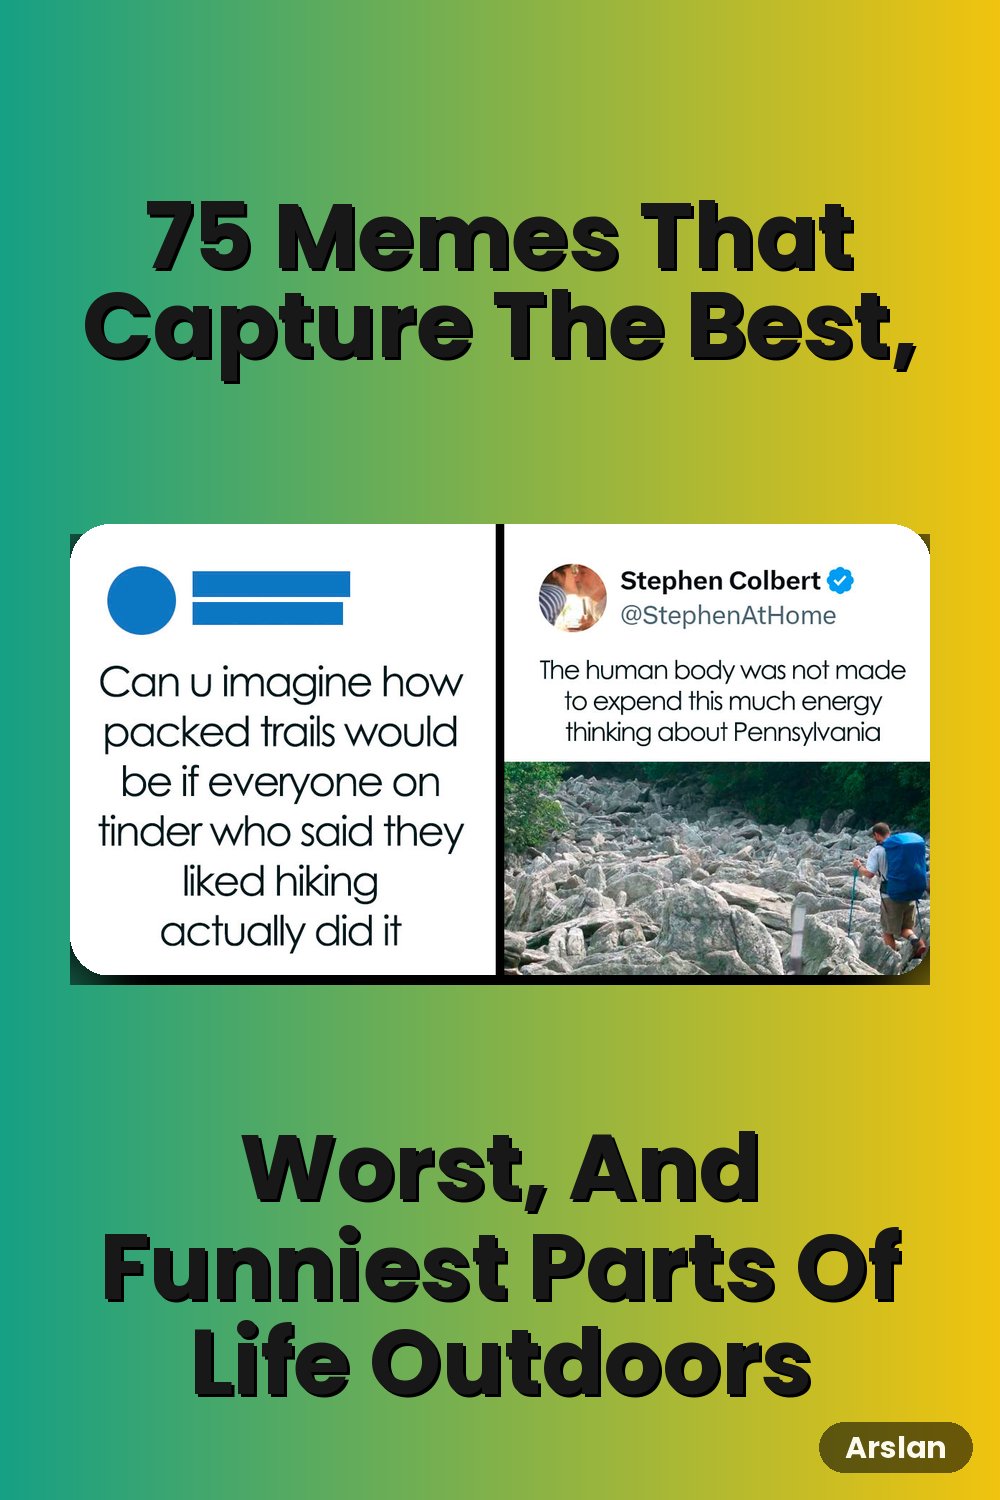 75 Memes That
Capture The Best,
Can u imagine how
packed trails would
be if everyone on
tinder who said they
liked hiking
actually did it
Stephen Colbert
@StephenAtHome
The human body was not made
to expend this much energy
thinking about Pennsylvania
Worst, And
Funniest Parts Of
Life Outdoors
Arslan